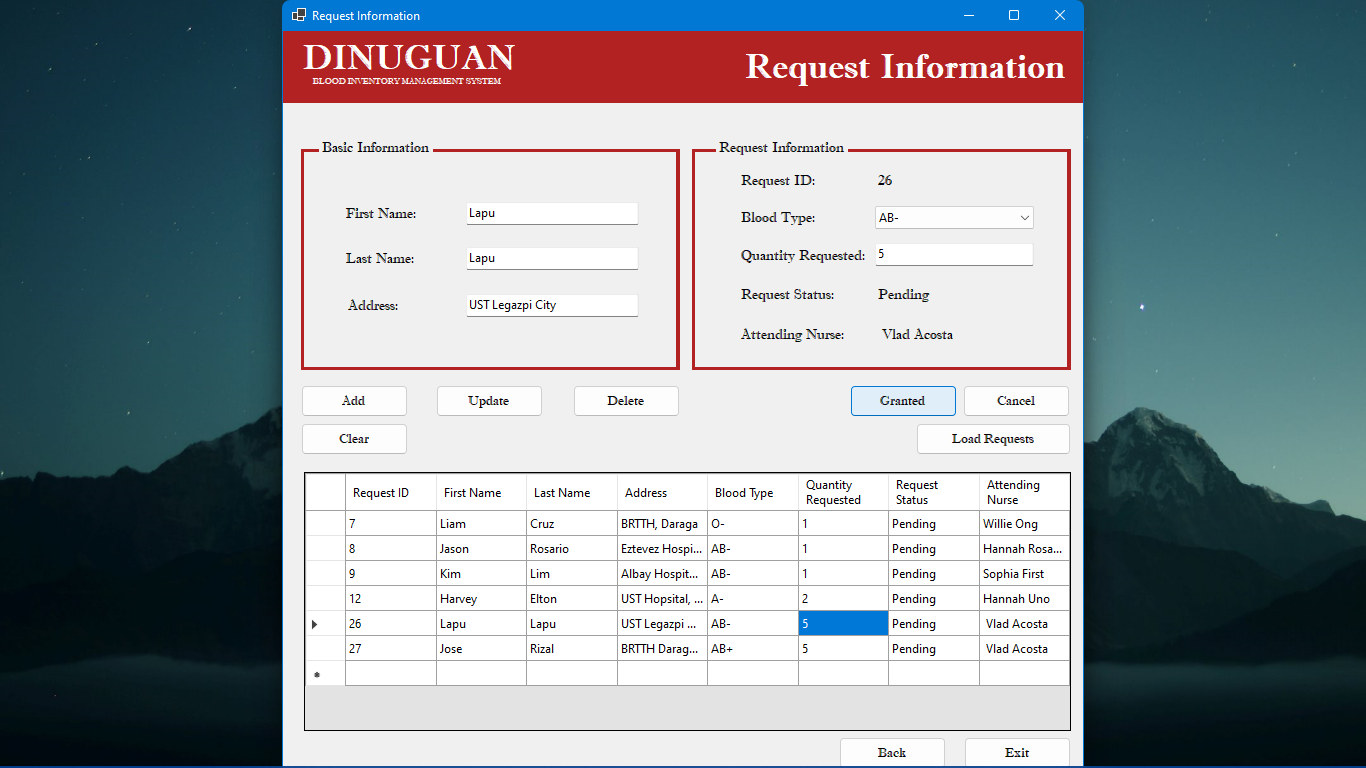 Request Information
DINUGUAN
BLOOD INVENTORY MANAGEMENT SYSTEM
Request Information
Basic Information
First Name: Lapu
Last Name: Lapu
Address: UST Legazpi City
Request Information
Request ID: 26
Blood Type: AB-
Quantity Requested: 5
Request Status: Pending
Attending Nurse: Vlad Acosta
Add Update Delete Granted Cancel
Clear Load Requests
Request ID First Name Last Name Address Blood Type Quantity Requested Request Status Attending Nurse
7 Liam Cruz BRTTH, Daraga O- 1 Pending Willie Ong
8 Jason Rosario Eztevez Hospi... AB- 1 Pending Hannah Rosa...
9 Kim Lim Albay Hospit... AB- 1 Pending Sophia First
12 Harvey Elton UST Hopsital, ... A- 2 Pending Hannah Uno
26 Lapu Lapu UST Legazpi ... AB- 5 Pending Vlad Acosta
27 Jose Rizal BRTTH Darag... AB+ 5 Pending Vlad Acosta
Back Exit